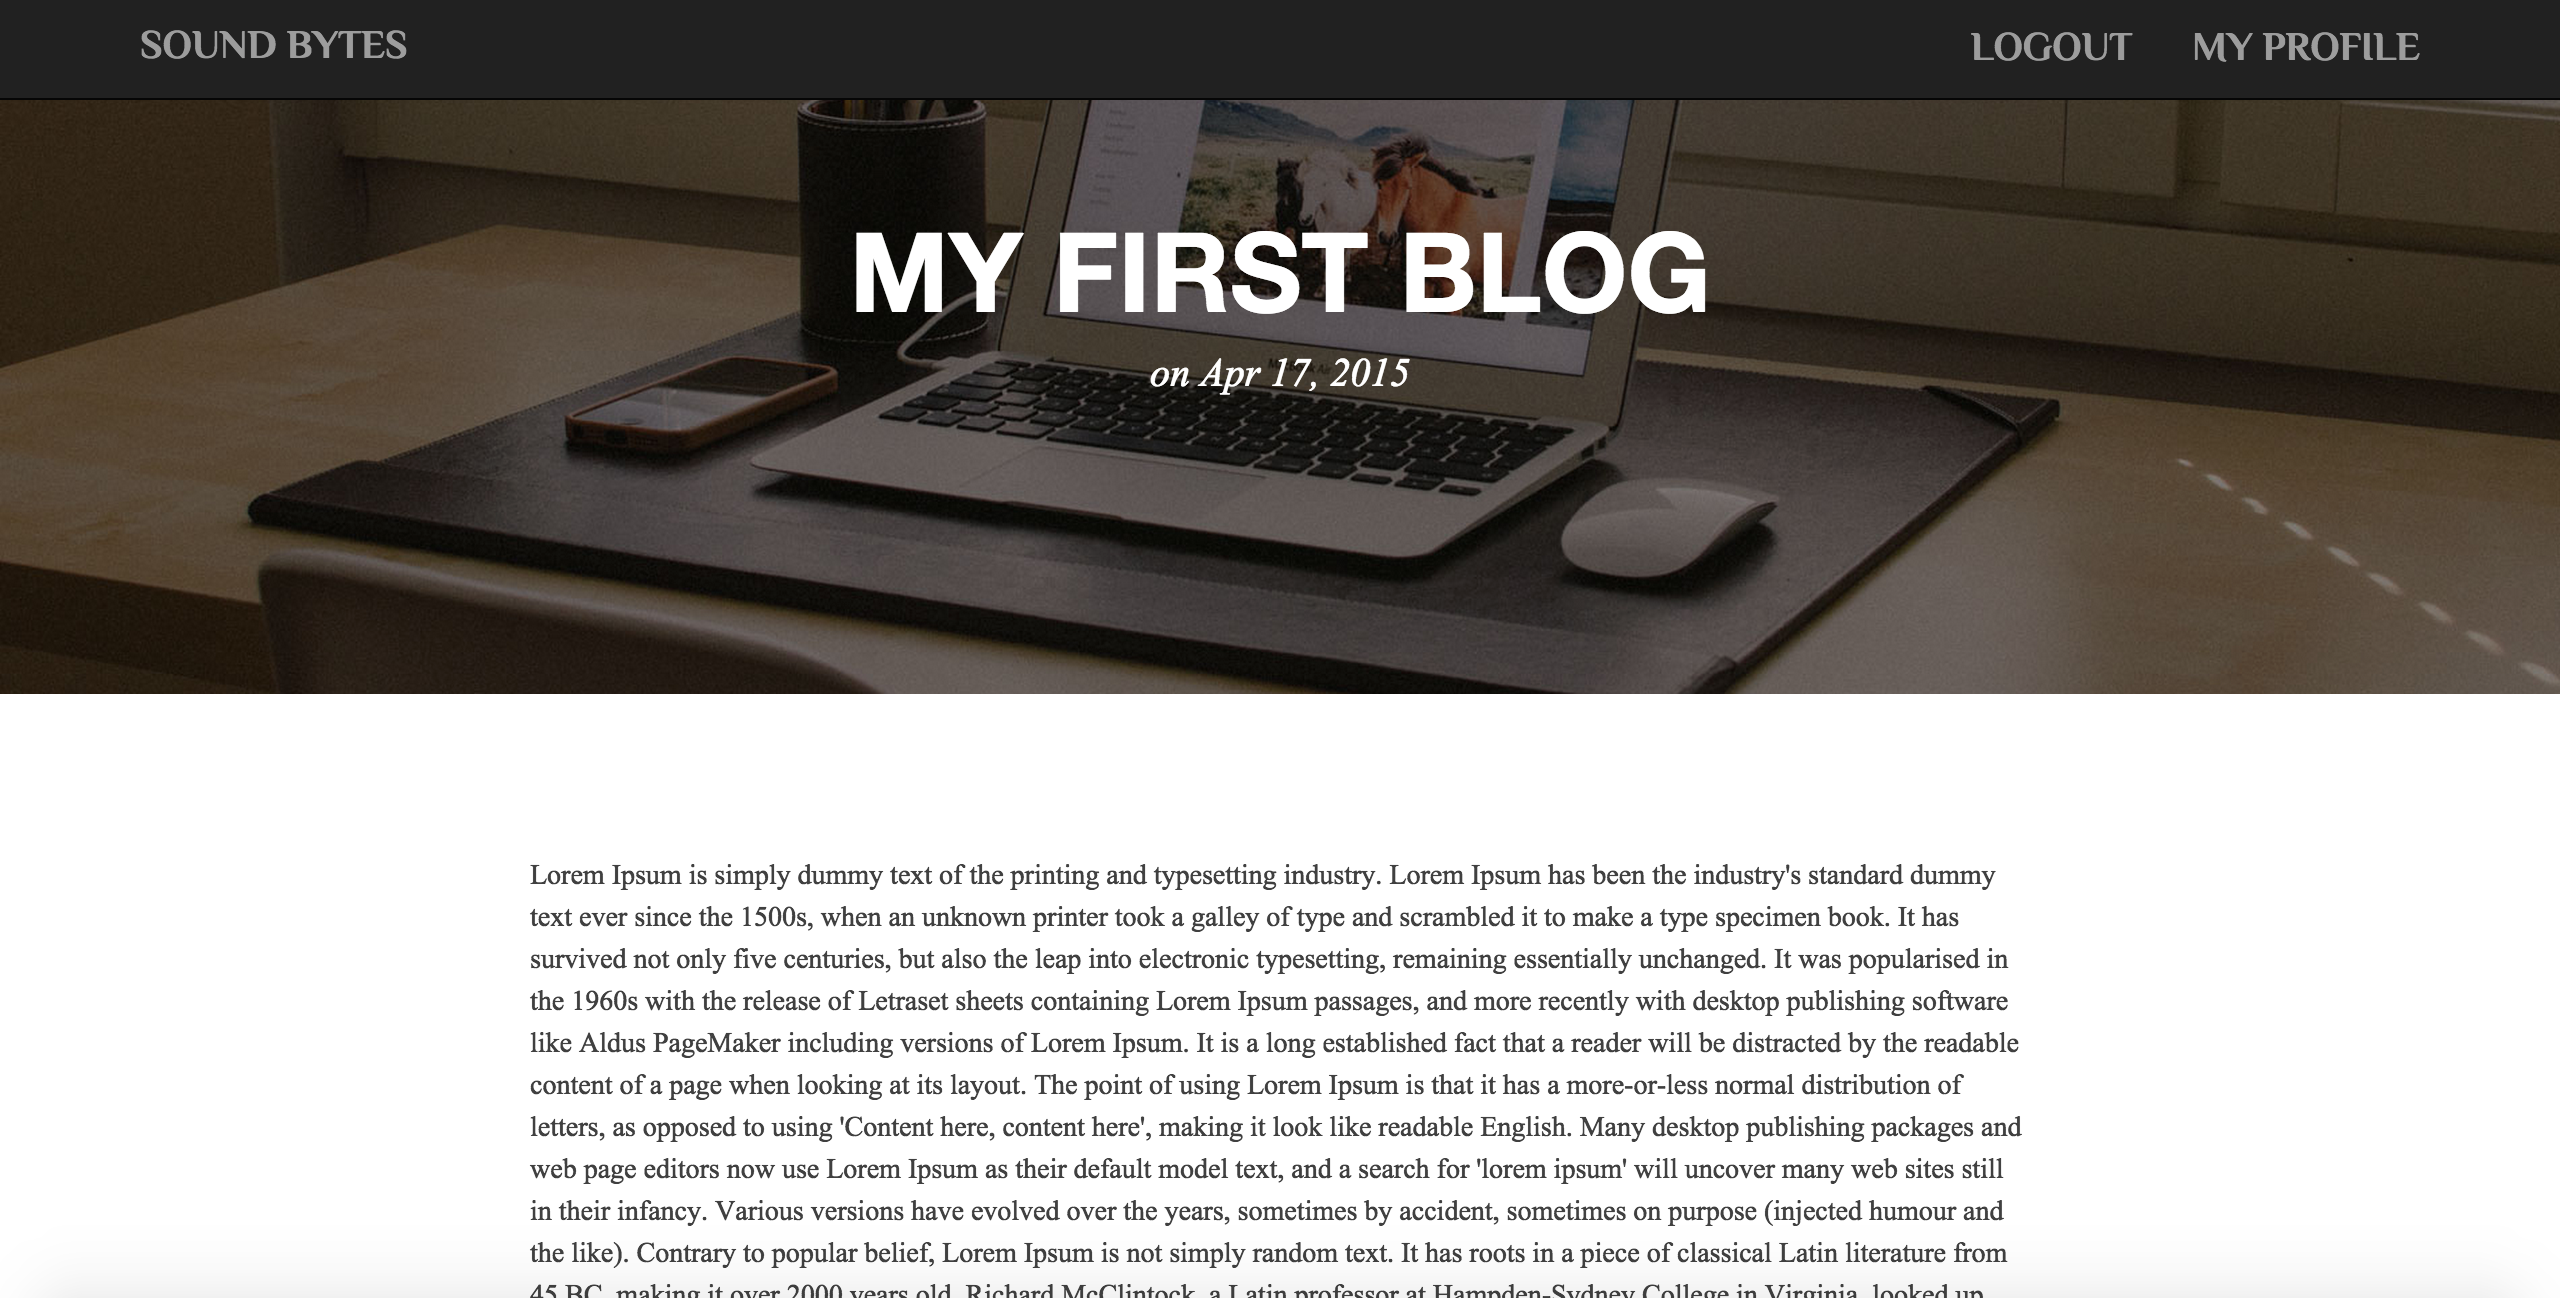 SOUND BYTES
LOGOUT MY PROFILE
MY FIRST BLOG
on Apr 17, 2015
Lorem Ipsum is simply dummy text of the printing and typesetting industry. Lorem Ipsum has been the industry's standard dummy
text ever since the 1500s, when an unknown printer took a galley of type and scrambled it to make a type specimen book. It has
survived not only five centuries, but also the leap into electronic typesetting, remaining essentially unchanged. It was popularised in
the 1960s with the release of Letraset sheets containing Lorem Ipsum passages, and more recently with desktop publishing software
like Aldus PageMaker including versions of Lorem Ipsum. It is a long established fact that a reader will be distracted by the readable
content of a page when looking at its layout. The point of using Lorem Ipsum is that it has a more-or-less normal distribution of
letters, as opposed to using 'Content here, content here', making it look like readable English. Many desktop publishing packages and
web page editors now use Lorem Ipsum as their default model text, and a search for 'lorem ipsum' will uncover many web sites still
in their infancy. Various versions have evolved over the years, sometimes by accident, sometimes on purpose (injected humour and
the like). Contrary to popular belief, Lorem Ipsum is not simply random text. It has roots in a piece of classical Latin literature from
45 BC, making it over 2000 years old. Richard McClintock, a Latin professor at Hampden-Sydney College in Virginia, looked up